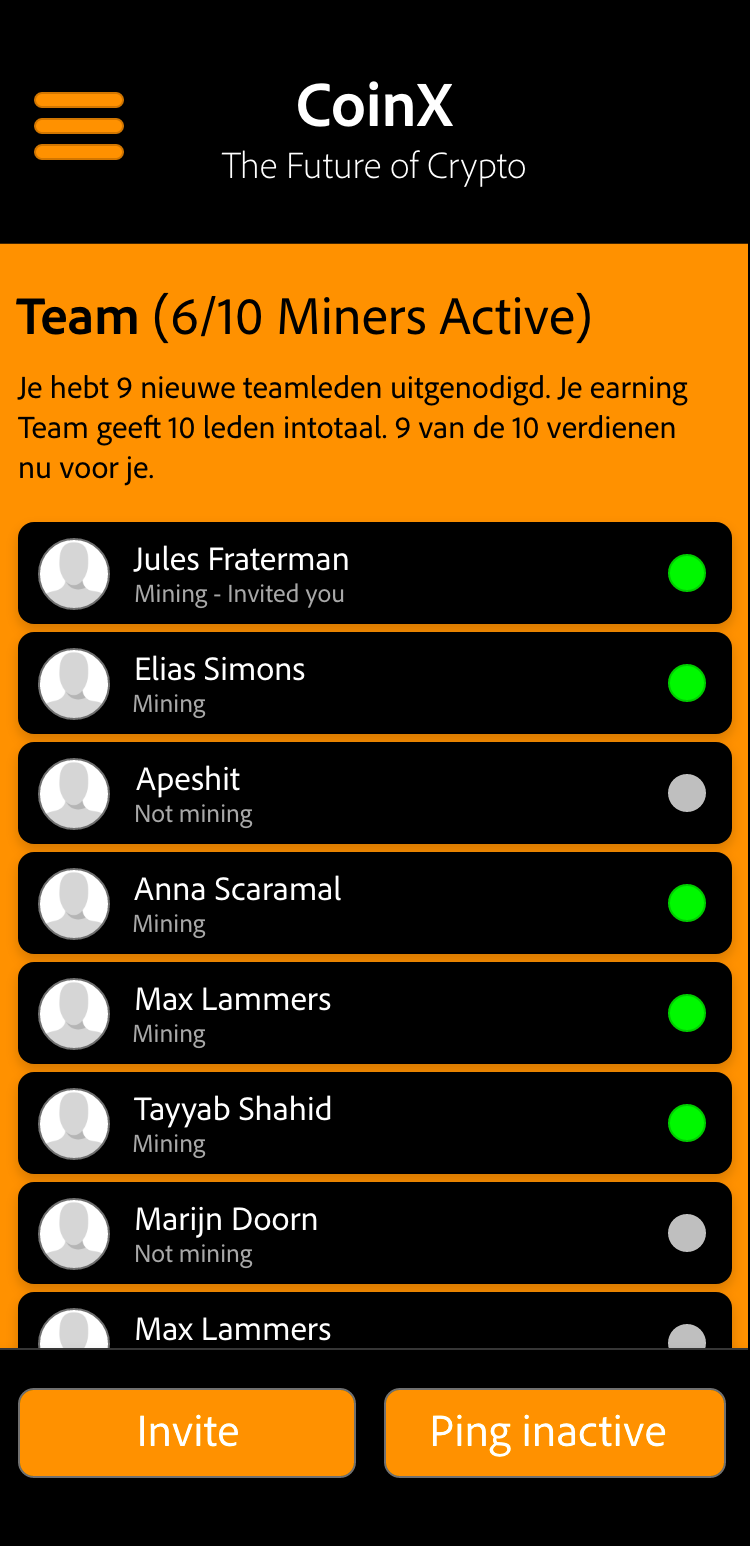 CoinX
The Future of Crypto
Team (6/10 Miners Active)
Je hebt 9 nieuwe teamleden uitgenodigd. Je earning
Team geeft 10 leden intotaal. 9 van de 10 verdienen
nu voor je.
Jules Fraterman
Mining - Invited you
Elias Simons
Mining
Apeshit
Not mining
Anna Scaramal
Mining
Max Lammers
Mining
Tayyab Shahid
Mining
Marijn Doorn
Not mining
Max Lammers
Invite
Ping inactive